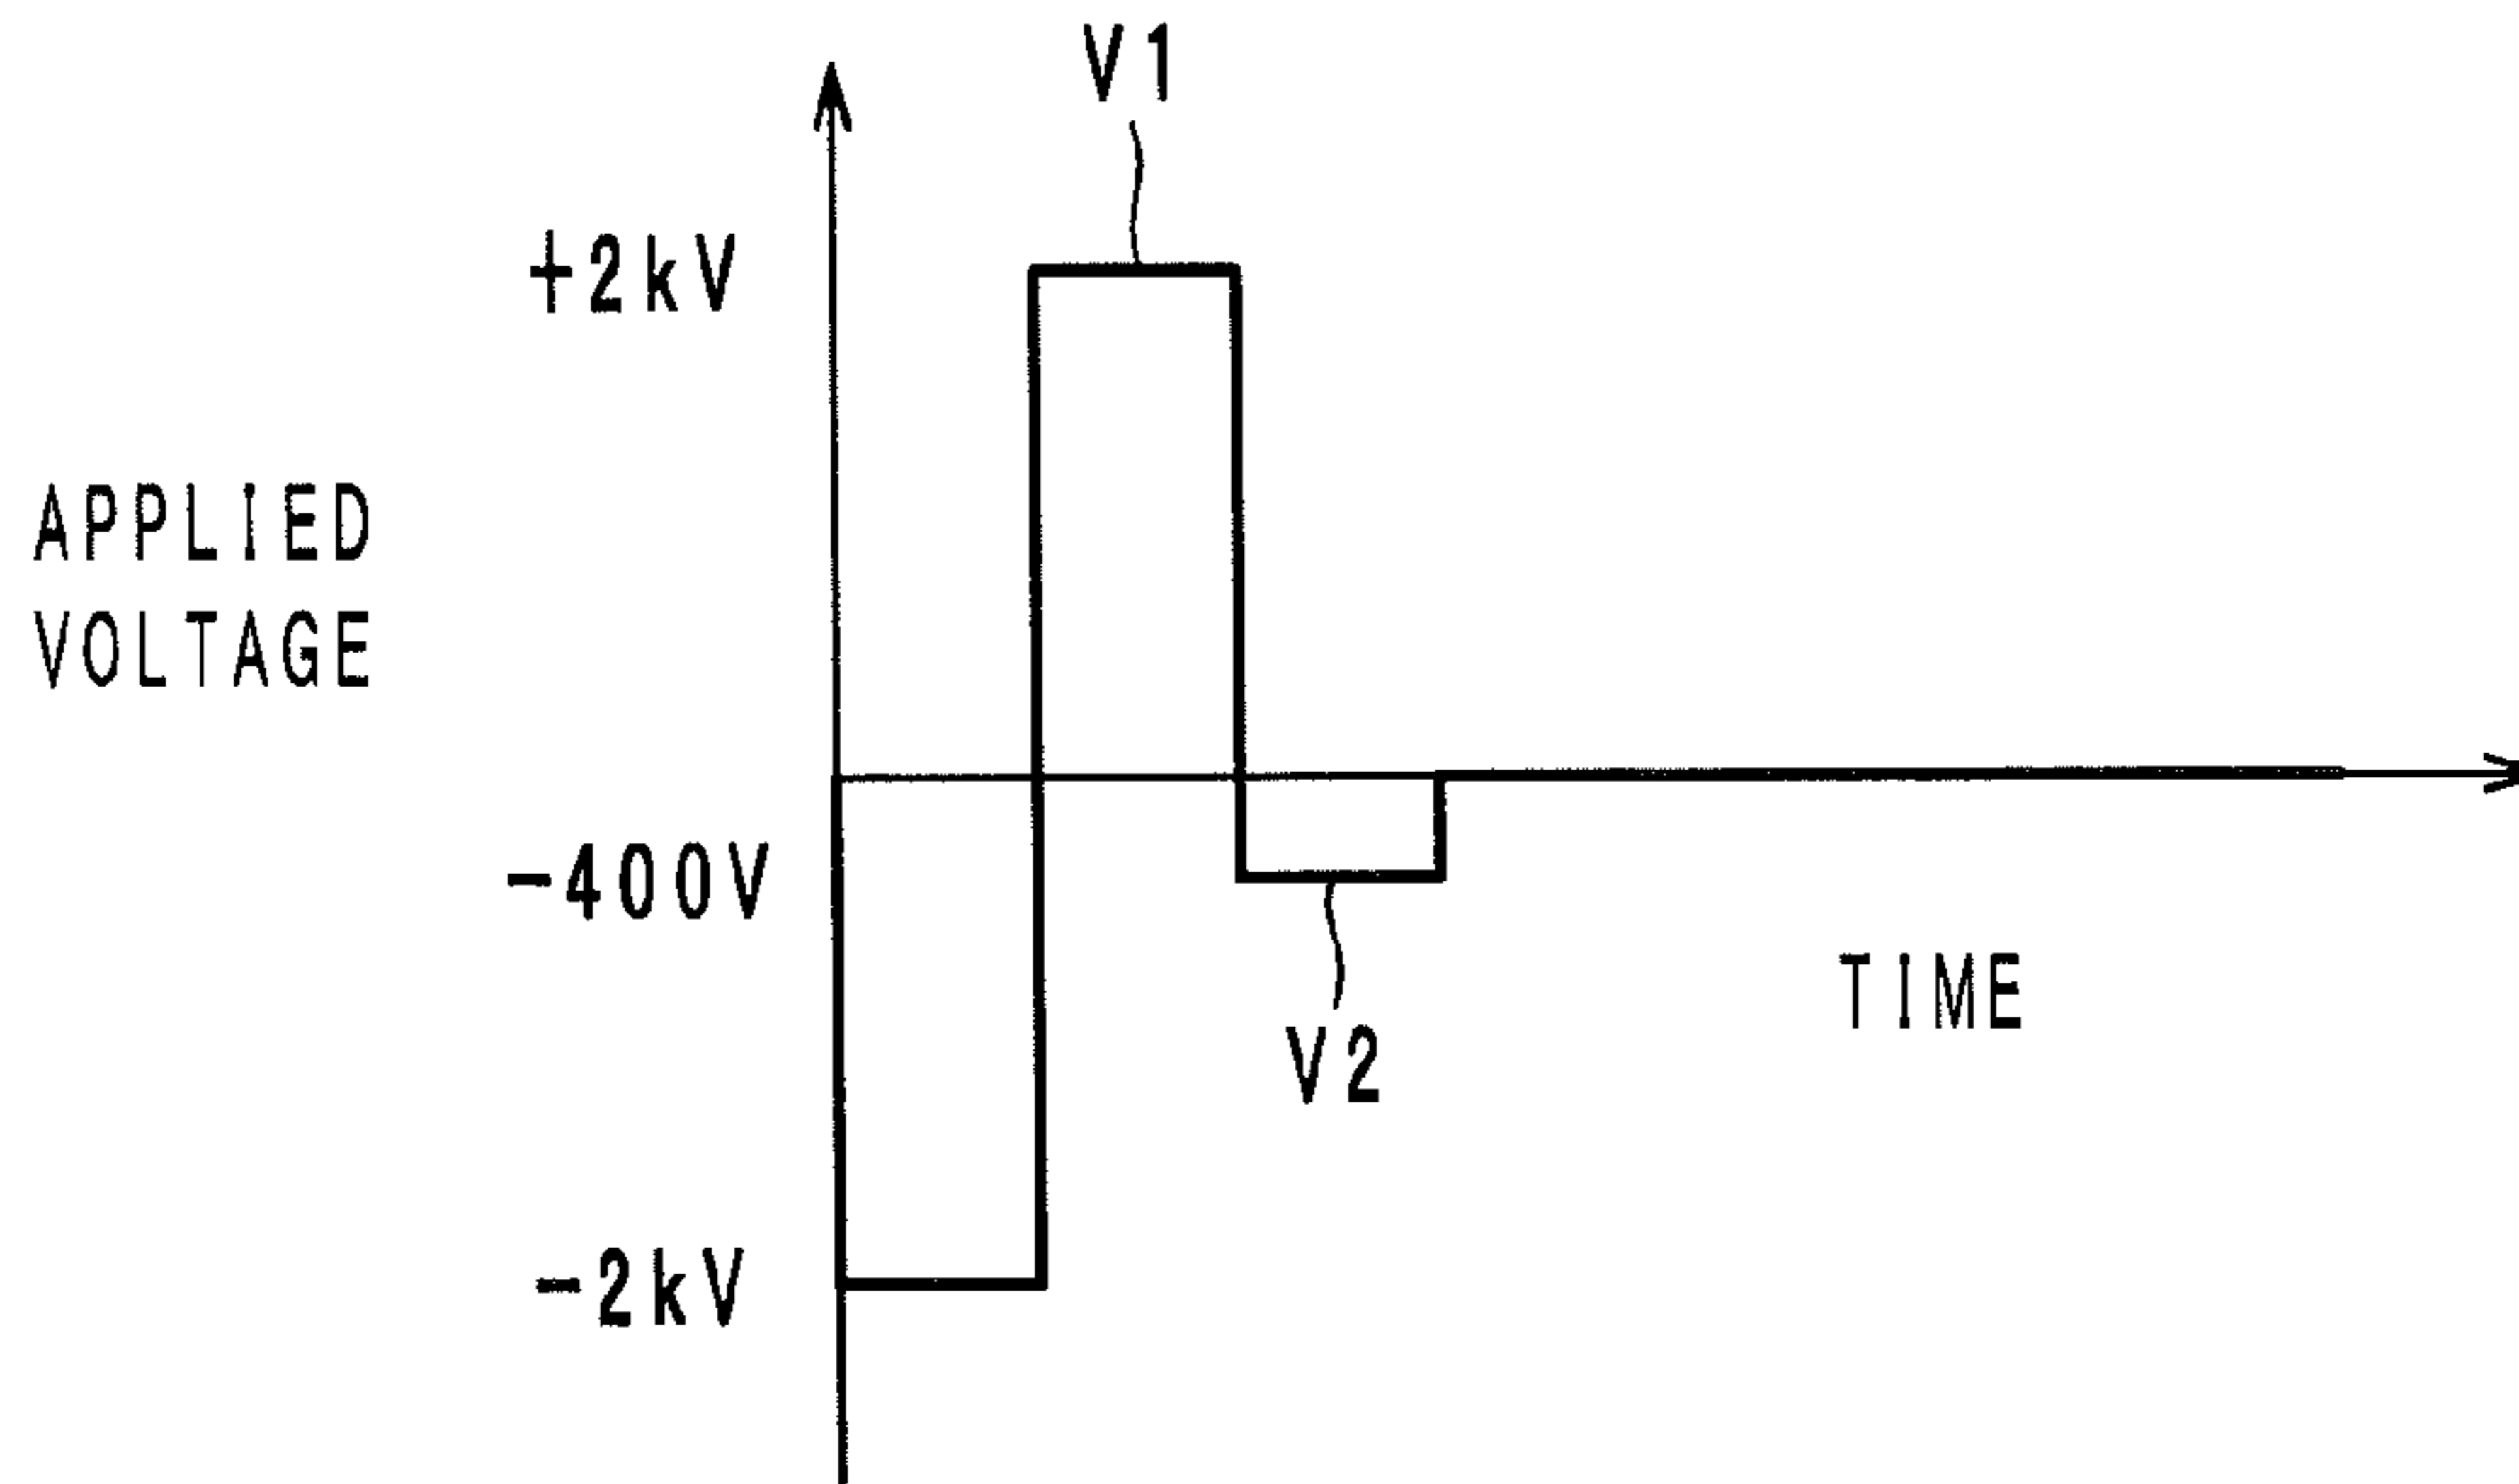 V1
+2kV
APPLIED
VOLTAGE
-400V
TIME
V2
-2kV